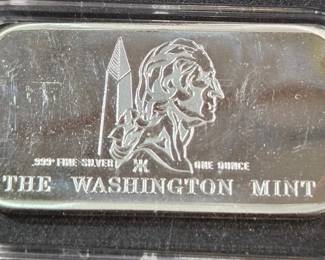 .999+ FINE SILVER ONE OUNCE
THE WASHINGTON MINT